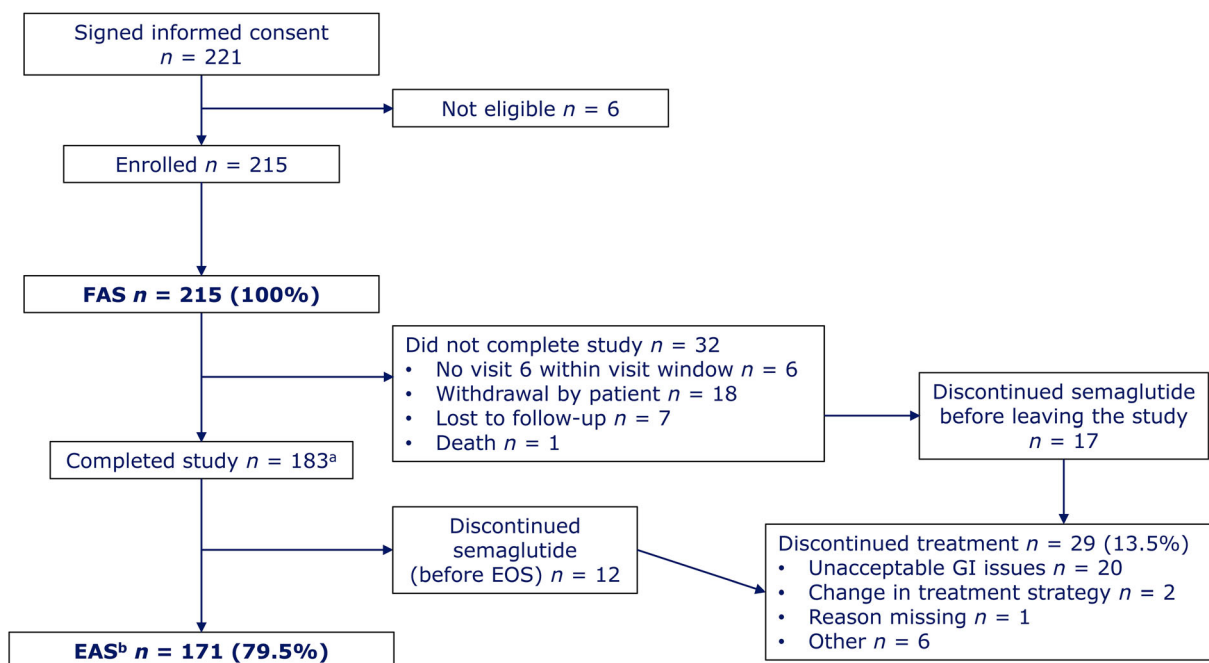 Signed informed consent
n = 221
Not eligible n = 6
Enrolled n = 215
FAS n = 215 (100%)
Did not complete study n = 32
• No visit 6 within visit window n = 6
• Withdrawal by patient n = 18
• Lost to follow-up n = 7
• Death n = 1
Discontinued semaglutide
before leaving the study
n = 17
Completed study n = 183ᵃ
Discontinued
semaglutide
(before EOS) n = 12
Discontinued treatment n = 29 (13.5%)
• Unacceptable GI issues n = 20
• Change in treatment strategy n = 2
• Reason missing n = 1
• Other n = 6
EASᵇ n = 171 (79.5%)